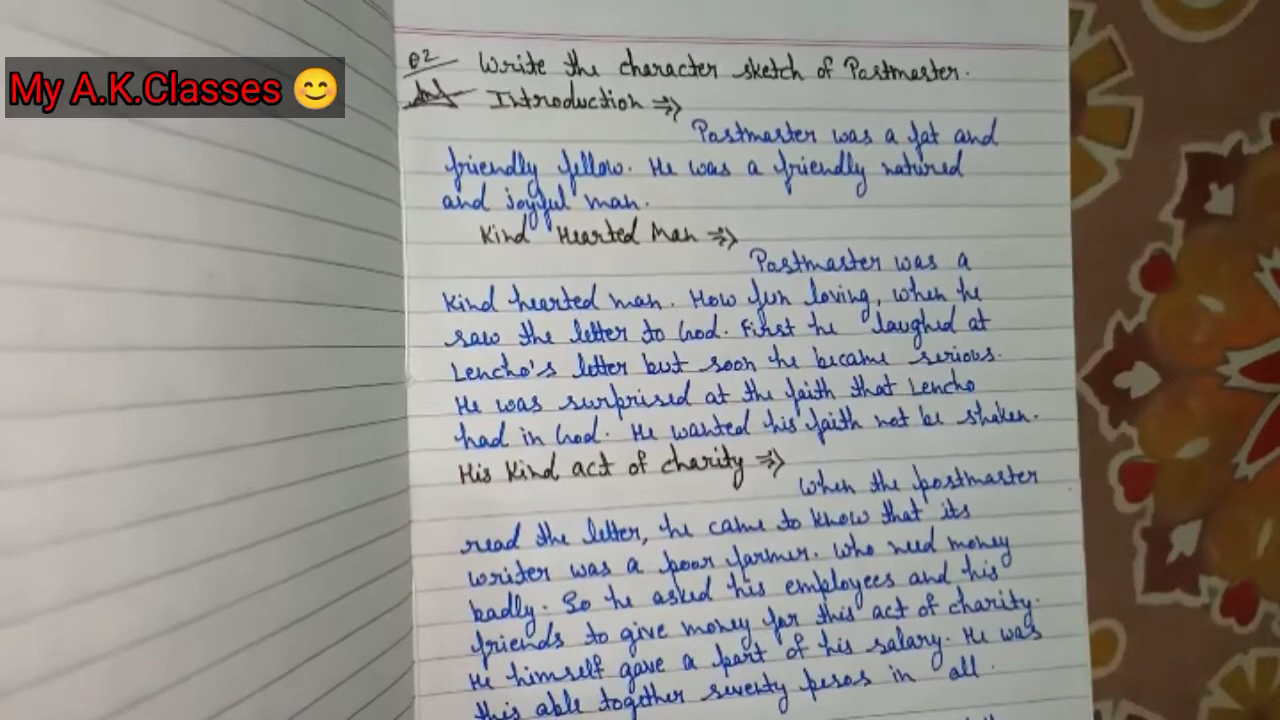 My A.K.Classes 😊
Q2 Write the character sketch of Postmaster.
Ans Introduction ⇒
Postmaster was a fat and
friendly fellow. He was a friendly natured
and joyful man.
Kind Hearted Man ⇒
Postmaster was a
kind hearted man. How fun loving, when he
saw the letter to God. First he laughed at
Lencho's letter but soon he became serious.
He was surprised at the faith that Lencho
had in God. He wanted his faith not be shaken.
His Kind act of charity ⇒
When the postmaster
read the letter, he came to know that its
writer was a poor farmer. Who need money
badly. So he asked his employees and his
friends to give money for this act of charity.
He himself gave a part of his salary. He was
this able together seventy pesos in all.